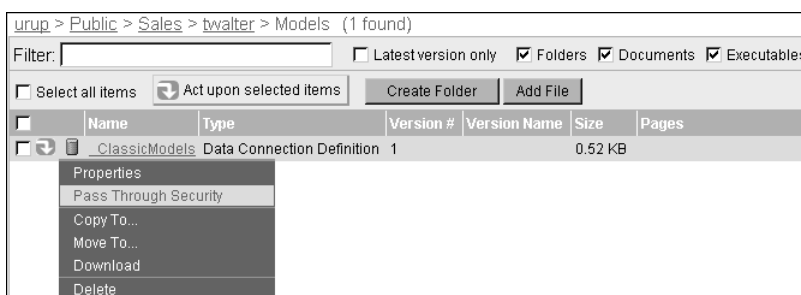 urup > Public > Sales > twalter > Models (1 found)
Filter: Latest version only Folders Documents Executables
Select all items Act upon selected items Create Folder Add File
Name Type Version # Version Name Size Pages
_ClassicModels Data Connection Definition 1 0.52 KB
Properties
Pass Through Security
Copy To...
Move To...
Download
Delete